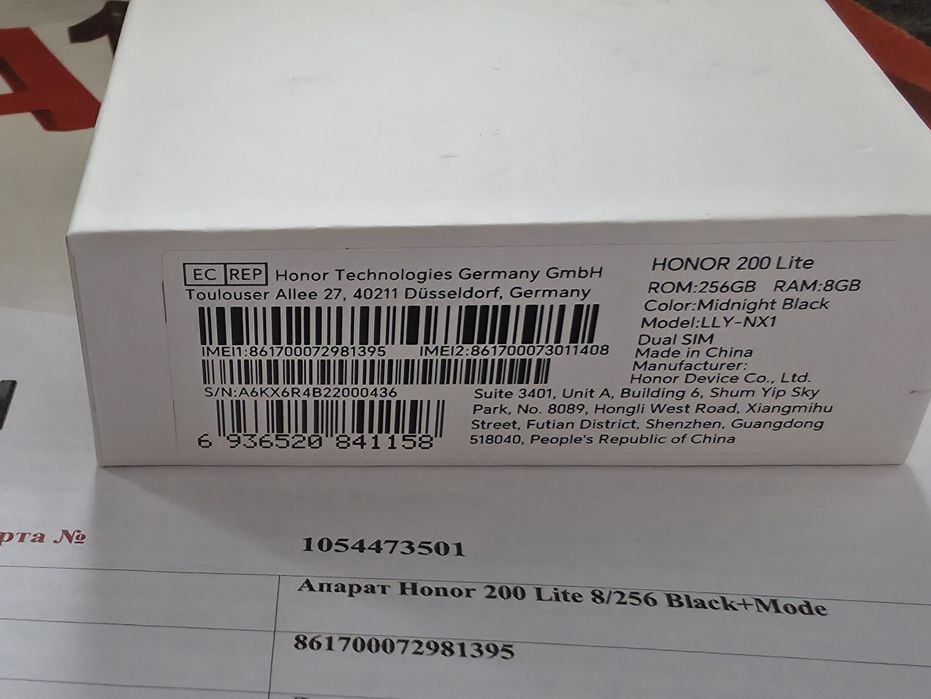 A1
EC REP Honor Technologies Germany GmbH
Toulouser Allee 27, 40211 Düsseldorf, Germany
IMEI1:861700072981395 IMEI2:861700073011408
S/N:A6KX6R4B22000436
6 936520 841158
HONOR 200 Lite
ROM:256GB RAM:8GB
Color:Midnight Black
Model:LLY-NX1
Dual SIM
Made in China
Manufacturer:
Honor Device Co., Ltd.
Suite 3401, Unit A, Building 6, Shum Yip Sky
Park, No. 8089, Hongli West Road, Xiangmihu
Street, Futian District, Shenzhen, Guangdong
518040, People's Republic of China
рта № 1054473501
Апарат Honor 200 Lite 8/256 Black+Mode
861700072981395